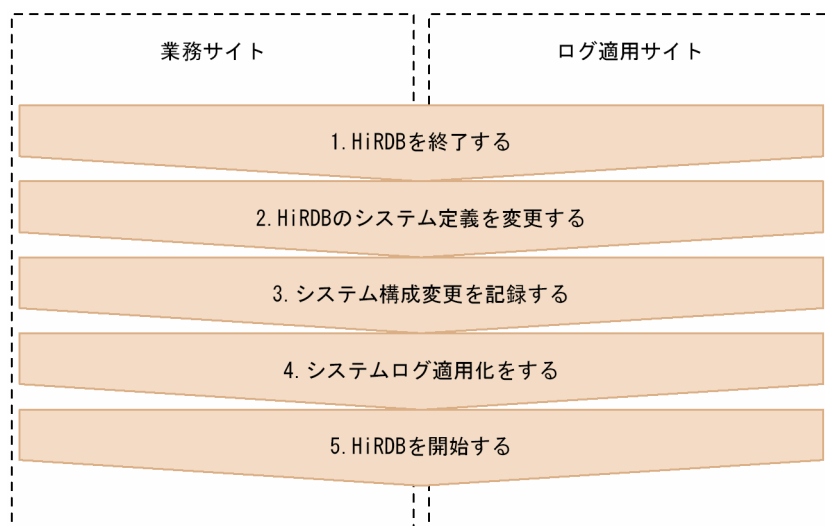 業務サイト
ログ適用サイト
1. HiRDBを終了する
2. HiRDBのシステム定義を変更する
3. システム構成変更を記録する
4. システムログ適用化をする
5. HiRDBを開始する